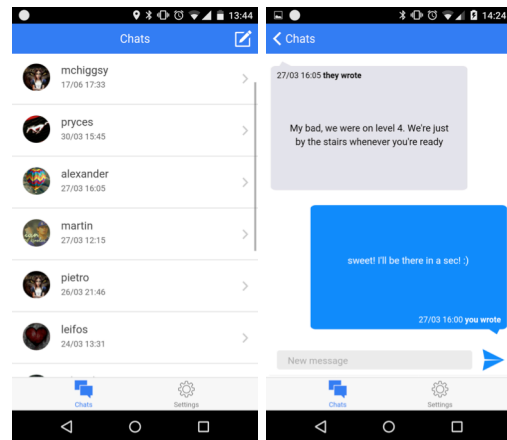 13:44
Chats
mchiggsy
17/06 17:33
pryces
30/03 15:45
alexander
27/03 16:05
martin
27/03 12:15
pietro
26/03 21:46
leifos
24/03 13:31
Chats
Settings
14:24
Chats
27/03 16:05 they wrote
My bad, we were on level 4. We're just
by the stairs whenever you're ready
sweet! I'll be there in a sec! :)
27/03 16:00 you wrote
New message
Chats
Settings